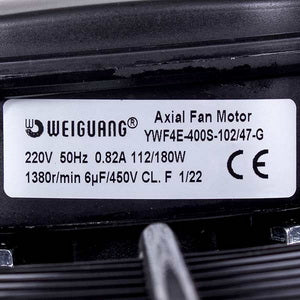 WEIGUANG® Axial Fan Motor
YWF4E-400S-102/47-G
220V 50Hz 0.82A 112/180W
1380r/min 6µF/450V CL. F 1/22
CE